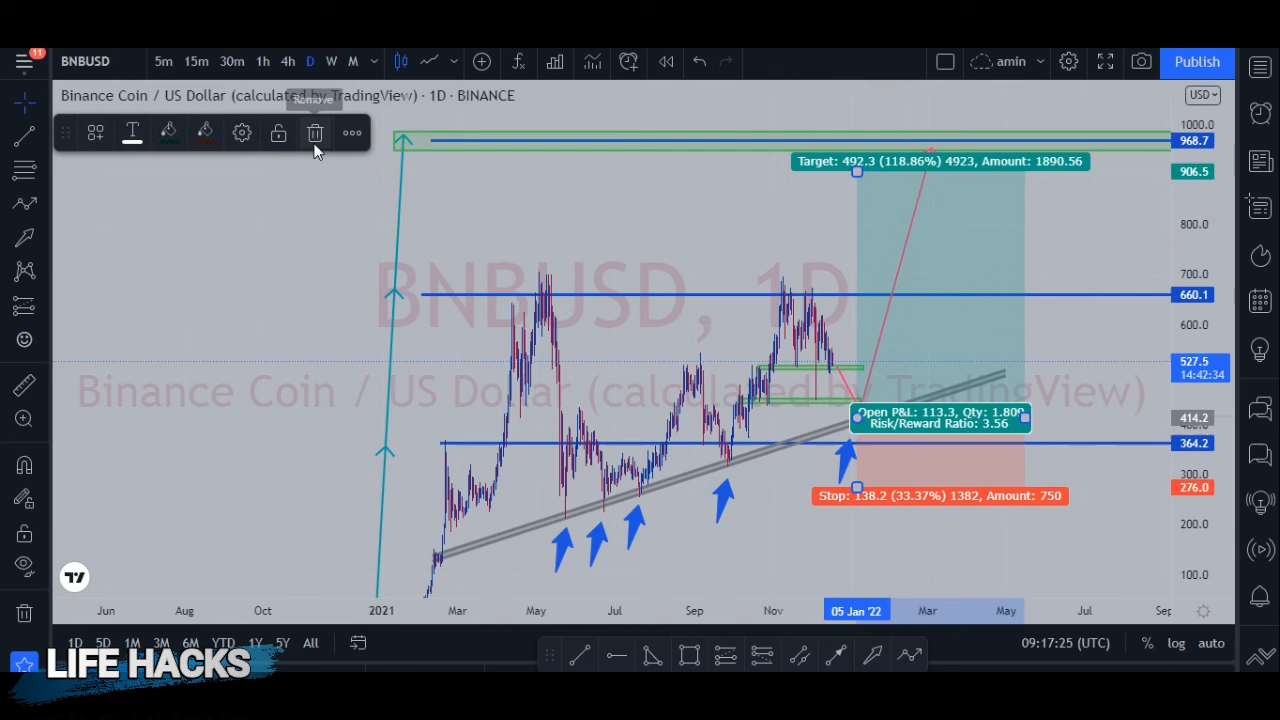 11
BNBUSD
5m 15m 30m 1h 4h D W M
amin
Publish
Binance Coin / US Dollar (calculated by TradingView) · 1D · BINANCE
USD
Remove
1000.0
968.7
Target: 492.3 (118.86%) 4923, Amount: 1890.56
906.5
800.0
BNBUSD, 1D
700.0
660.1
600.0
527.5
14:42:34
Binance Coin / US Dollar (calculated by TradingView)
Open P&L: 113.3, Qty: 1.809
Risk/Reward Ratio: 3.56
414.2
400.0
364.2
300.0
Stop: 138.2 (33.37%) 1382, Amount: 750
276.0
200.0
100.0
Jun Aug Oct 2021 Mar May Jul Sep Nov 05 Jan '22 Mar May Jul Sep
1D 5D 1M 3M 6M YTD 1Y 5Y All
09:17:25 (UTC) % log auto
LIFE HACKS